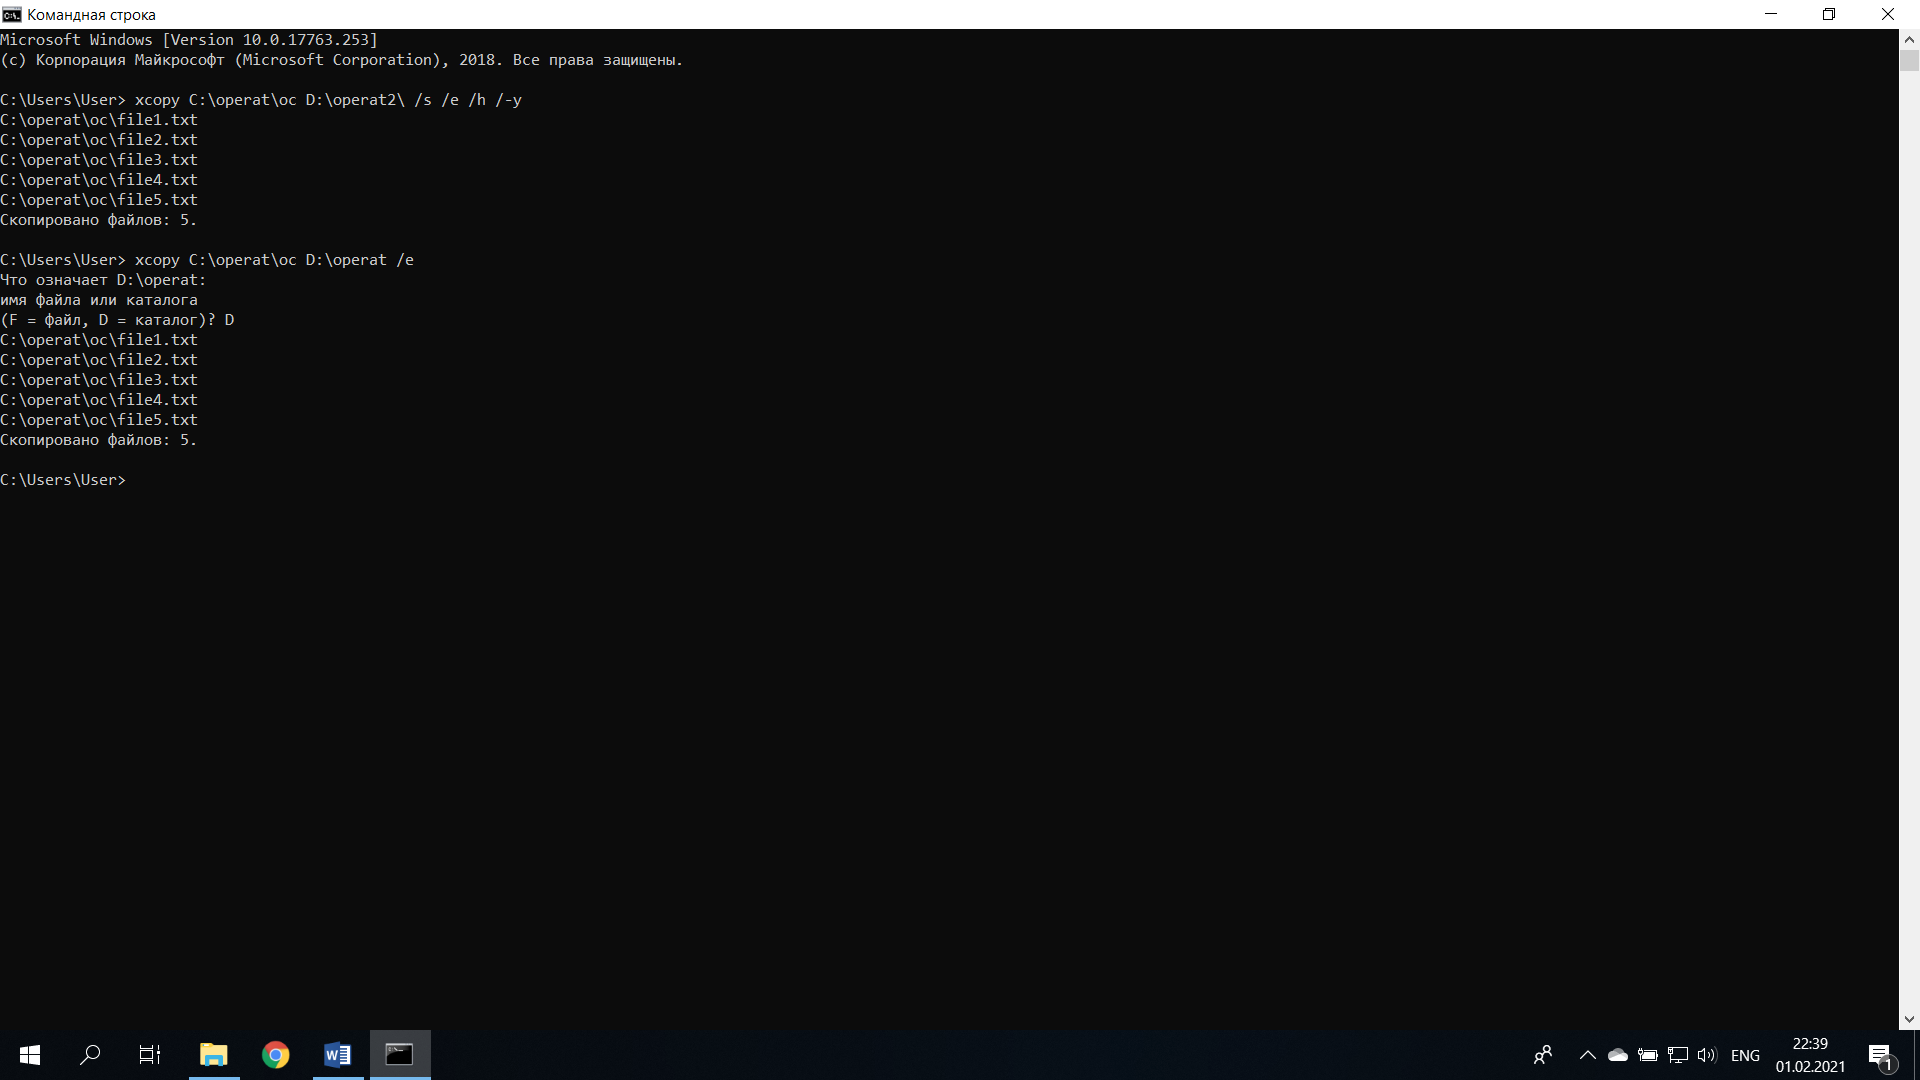 Командная строка
Microsoft Windows [Version 10.0.17763.253]
(c) Корпорация Майкрософт (Microsoft Corporation), 2018. Все права защищены.
C:\Users\User> xcopy C:\operat\oc D:\operat2\ /s /e /h /-y
C:\operat\oc\file1.txt
C:\operat\oc\file2.txt
C:\operat\oc\file3.txt
C:\operat\oc\file4.txt
C:\operat\oc\file5.txt
Скопировано файлов: 5.
C:\Users\User> xcopy C:\operat\oc D:\operat /e
Что означает D:\operat:
имя файла или каталога
(F = файл, D = каталог)? D
C:\operat\oc\file1.txt
C:\operat\oc\file2.txt
C:\operat\oc\file3.txt
C:\operat\oc\file4.txt
C:\operat\oc\file5.txt
Скопировано файлов: 5.
C:\Users\User>
ENG
22:39
01.02.2021
1